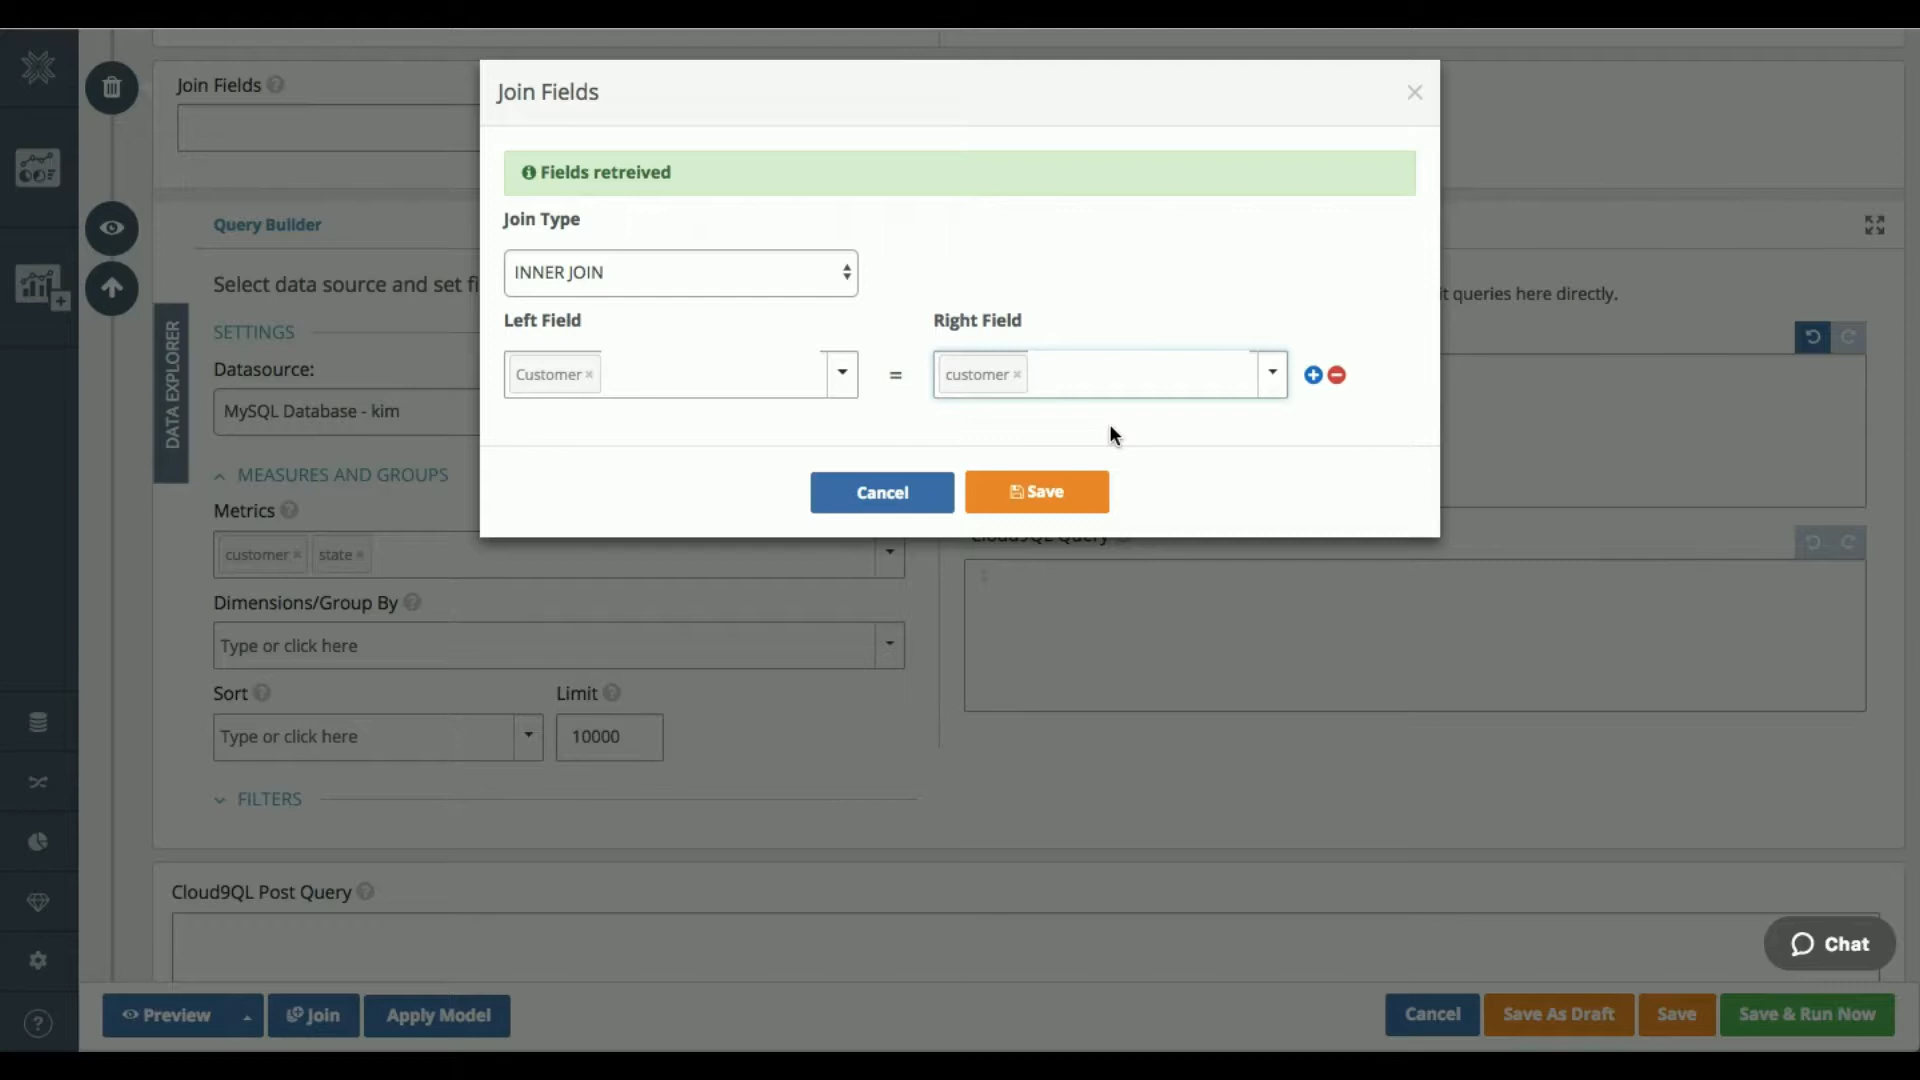 Join Fields
Join Fields
Fields retreived
Join Type
INNER JOIN
Left Field
Right Field
Customer ×
=
customer ×
Cancel
Save
Query Builder
Select data source and set fi
it queries here directly.
DATA EXPLORER
SETTINGS
Datasource:
MySQL Database - kim
MEASURES AND GROUPS
Metrics
customer × state ×
Dimensions/Group By
Type or click here
Sort
Limit
Type or click here
10000
FILTERS
Cloud9QL Query
Cloud9QL Post Query
Chat
Preview
Join
Apply Model
Cancel
Save As Draft
Save
Save & Run Now